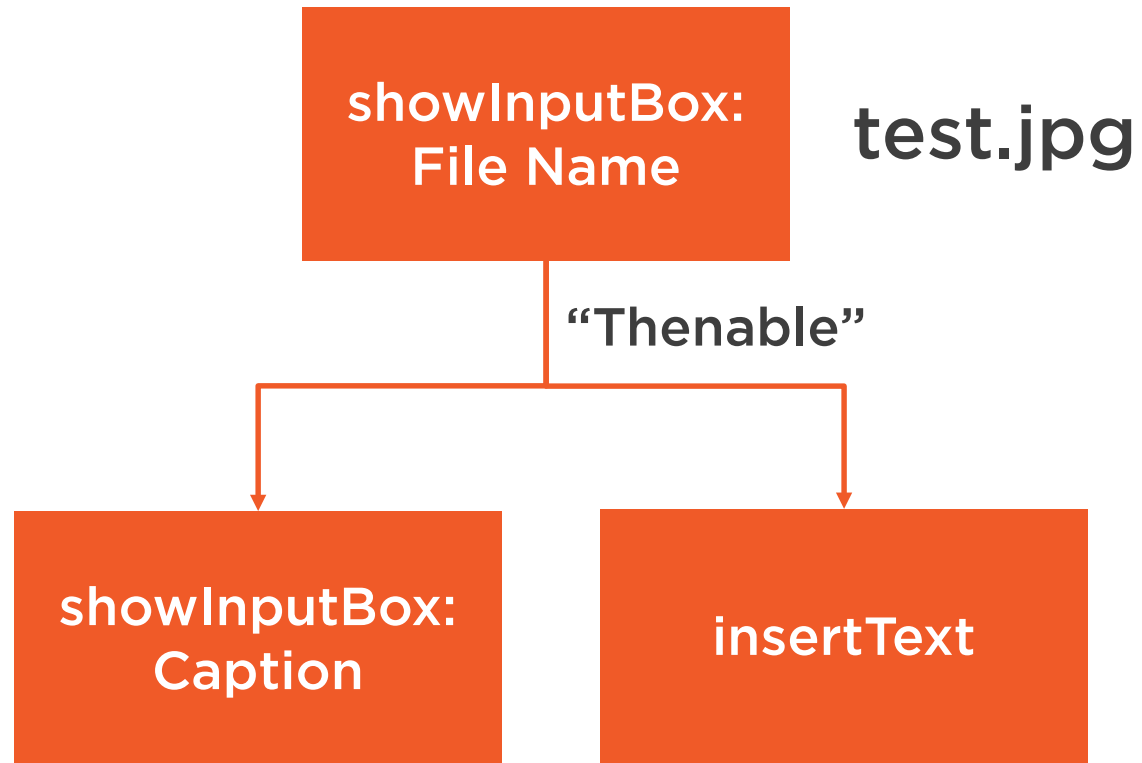 showInputBox:
File Name
test.jpg
“Thenable”
showInputBox:
Caption
insertText